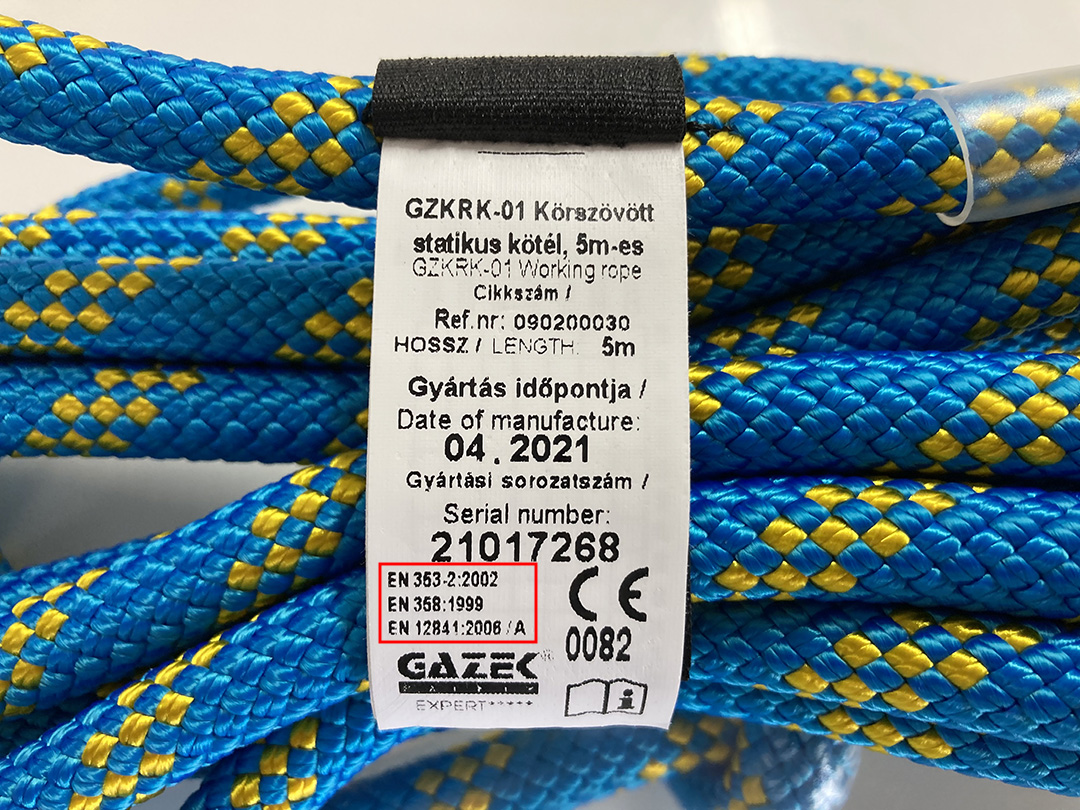 GZKRK-01 Körszövött
statikus kötél, 5m-es
GZKRK-01 Working rope
Cikkszám /
Ref.nr: 090200030
HOSSZ / LENGTH: 5m
Gyártás időpontja /
Date of manufacture:
04.2021
Gyártási sorozatszám /
Serial number:
21017268
EN 353-2:2002
EN 358:1999
EN 12841:2006 / A
CE
0082
GAZEK®
EXPERT*****